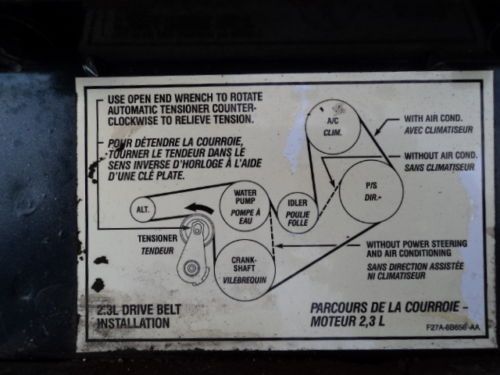 USE OPEN END WRENCH TO ROTATE
AUTOMATIC TENSIONER COUNTER-
CLOCKWISE TO RELIEVE TENSION.
POUR DÉTENDRE LA COURROIE,
TOURNER LE TENDEUR DANS LE
SENS INVERSE D'HORLOGE À L'AIDE
D'UNE CLÉ PLATE.
A/C
CLIM.
WITH AIR COND.
AVEC CLIMATISEUR
WITHOUT AIR COND.
SANS CLIMATISEUR
P/S
DIR.
WATER
PUMP
POMPE À
EAU
IDLER
POULIE
FOLLE
ALT.
TENSIONER
TENDEUR
CRANK-
SHAFT
VILEBREQUIN
WITHOUT POWER STEERING
AND AIR CONDITIONING
SANS DIRECTION ASSISTÉE
NI CLIMATISEUR
2.3L DRIVE BELT
INSTALLATION
PARCOURS DE LA COURROIE –
MOTEUR 2,3 L
F27A-6B656-AA